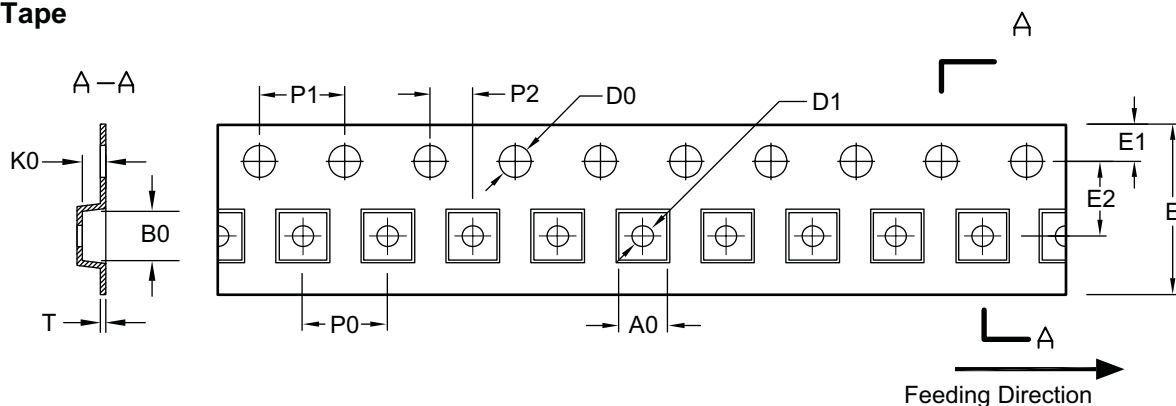 Tape
A
A-A
P1
P2
D0
D1
K0
E1
E2
E
B0
T
P0
A0
A
Feeding Direction